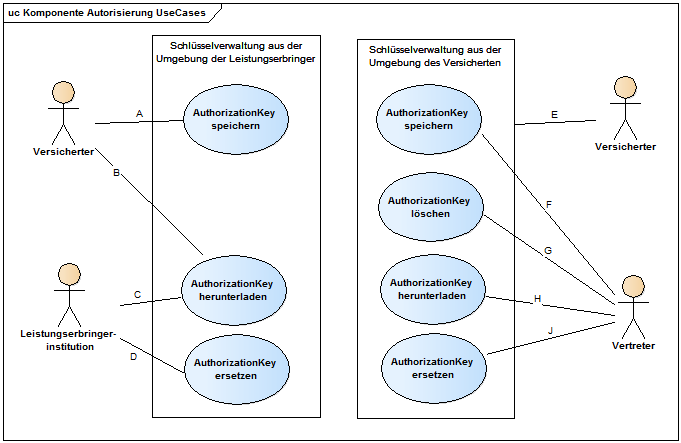 uc Komponente Autorisierung UseCases
Schlüsselverwaltung aus der
Umgebung der Leistungserbringer
AuthorizationKey
speichern
AuthorizationKey
herunterladen
AuthorizationKey
ersetzen
Versicherter
Leistungserbringer-
institution
A
B
C
D
Schlüsselverwaltung aus der
Umgebung des Versicherten
AuthorizationKey
speichern
AuthorizationKey
löschen
AuthorizationKey
herunterladen
AuthorizationKey
ersetzen
E
F
G
H
J
Versicherter
Vertreter